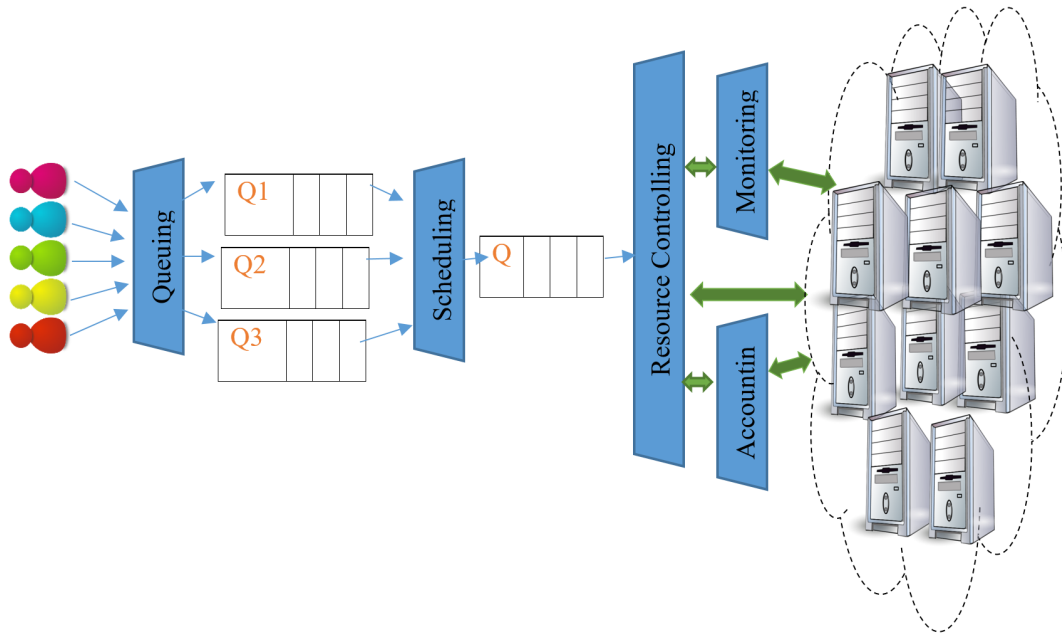 Queuing
Q1
Q2
Q3
Scheduling
Q
Resource Controlling
Monitoring
Accountin